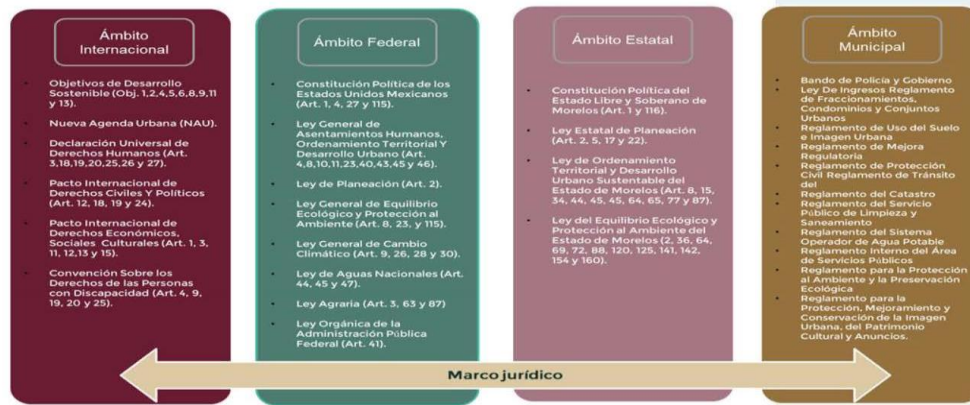 Ámbito
Internacional
Objetivos de Desarrollo
Sostenible (Obj. 1,2,4,5,6,8,9,11
y 13).
Nueva Agenda Urbana (NAU).
Declaración Universal de
Derechos Humanos (Art.
3,18,19,20,25,26 y 27).
Pacto Internacional de
Derechos Civiles Y Políticos
(Art. 12, 18, 19 y 24).
Pacto Internacional de
Derechos Económicos,
Sociales Culturales (Art. 1, 3,
11, 12,13 y 15).
Convención Sobre los
Derechos de las Personas
con Discapacidad (Art. 4, 9,
19, 20 y 25).
Ámbito Federal
Constitución Política de los
Estados Unidos Mexicanos
(Art. 1, 4, 27 y 115).
Ley General de
Asentamientos Humanos,
Ordenamiento Territorial Y
Desarrollo Urbano (Art.
4,8,10,11,23,40,43,45 y 46).
Ley de Planeación (Art. 2).
Ley General de Equilibrio
Ecológico y Protección al
Ambiente (Art. 8, 23, y 115).
Ley General de Cambio
Climático (Art. 9, 26, 28 y 30).
Ley de Aguas Nacionales (Art.
44, 45 y 47).
Ley Agraria (Art. 3, 63 y 87)
Ley Orgánica de la
Administración Pública
Federal (Art. 41).
Ámbito Estatal
Constitución Política del
Estado Libre y Soberano de
Morelos (Art. 1 y 116).
Ley Estatal de Planeación
(Art. 2, 5, 17 y 22).
Ley de Ordenamiento
Territorial y Desarrollo
Urbano Sustentable del
Estado de Morelos (Art. 8, 15,
34, 44, 45, 45, 64, 65, 77 y 87).
Ley del Equilibrio Ecológico y
Protección al Ambiente del
Estado de Morelos (2, 36, 64,
69, 72, 88, 120, 125, 141, 142,
154 y 160).
Ámbito
Municipal
Bando de Policía y Gobierno
Ley De Ingresos Reglamento
de Fraccionamientos,
Condominios y Conjuntos
Urbanos
Reglamento de Uso del Suelo
e Imagen Urbana
Reglamento de Mejora
Regulatoria
Reglamento de Protección
Civil Reglamento de Tránsito
del
Reglamento del Catastro
Reglamento del Servicio
Público de Limpieza y
Saneamiento
Reglamento del Sistema
Operador de Agua Potable
Reglamento Interno del Área
de Servicios Públicos
Reglamento para la Protección
al Ambiente y la Preservación
Ecológica
Reglamento para la
Protección, Mejoramiento y
Conservación de la Imagen
Urbana, del Patrimonio
Cultural y Anuncios.
Marco jurídico